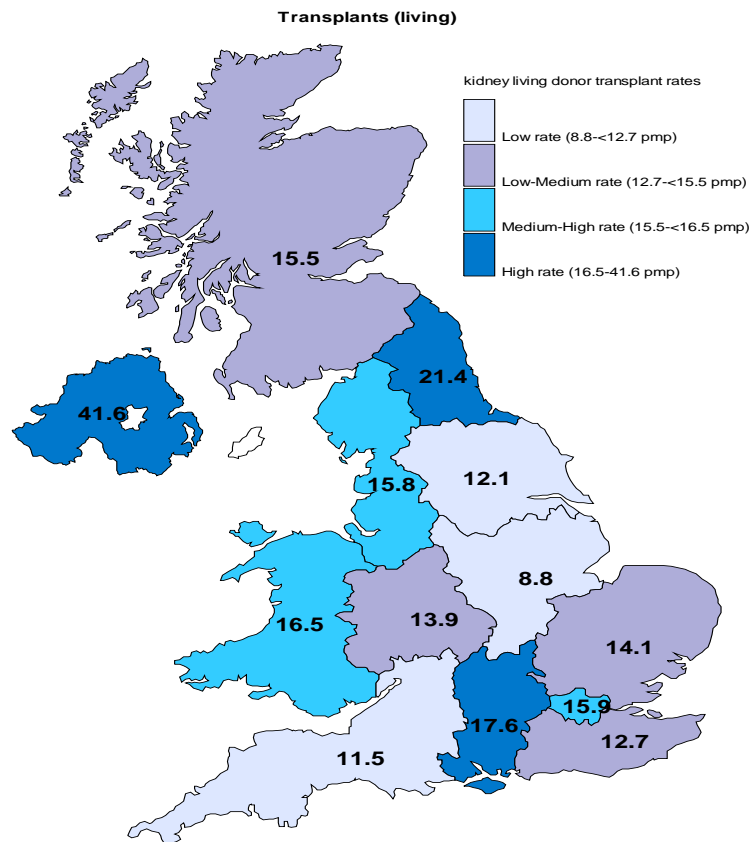 Transplants (living)
kidney living donor transplant rates
Low rate (8.8-<12.7 pmp)
Low-Medium rate (12.7-<15.5 pmp)
Medium-High rate (15.5-<16.5 pmp)
High rate (16.5-41.6 pmp)
15.5
21.4
41.6
15.8
12.1
8.8
16.5
13.9
14.1
15.9
17.6
12.7
11.5